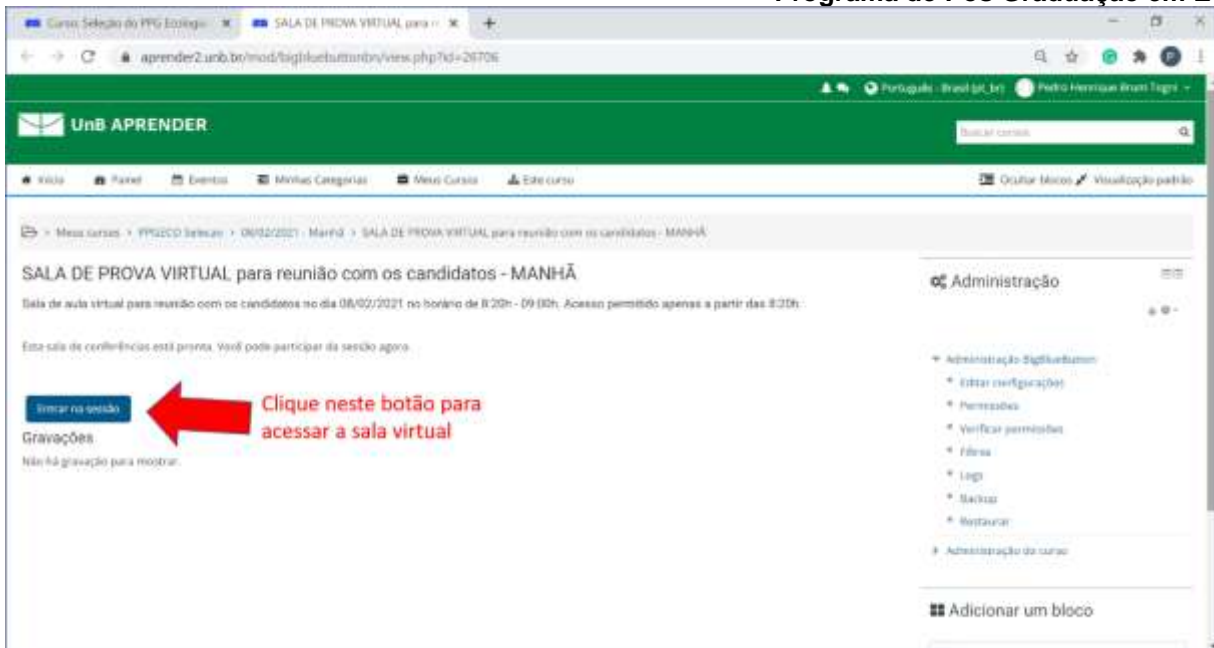 Programa de Pós-Graduação em E
Curso: Seleção do PPG Ecologia
SALA DE PROVA VIRTUAL para r
aprender2.unb.br/mod/bigbluebuttonbn/view.php?id=26706
Português - Brasil (pt_br)
Pedro Henrique Brum Togni
UnB APRENDER
Buscar cursos
Início
Painel
Eventos
Minhas Categorias
Meus Cursos
Este curso
Ocultar blocos
Visualização padrão
Meus cursos > PPGECO Selecao > 08/02/2021 - Manhã > SALA DE PROVA VIRTUAL para reunião com os candidatos - MANHÃ
SALA DE PROVA VIRTUAL para reunião com os candidatos - MANHÃ
Sala de aula virtual para reunião com os candidatos no dia 08/02/2021 no horário de 8:20h - 09:00h. Acesso permitido apenas a partir das 8:20h.
Esta sala de conferências está pronta. Você pode participar da sessão agora.
Entrar na sessão
Clique neste botão para
acessar a sala virtual
Gravações
Não há gravação para mostrar.
Administração
Administração BigBlueButton
Editar configurações
Permissões
Verificar permissões
Filtros
Logs
Backup
Restaurar
Administração do curso
Adicionar um bloco